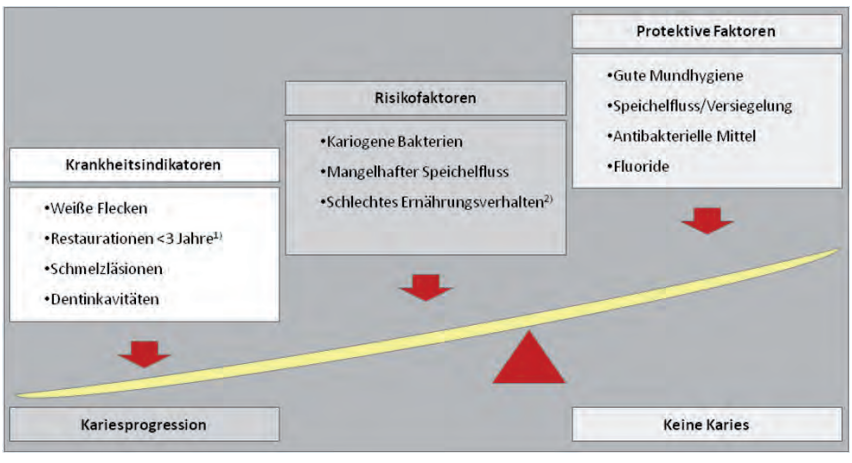 Krankheitsindikatoren
•Weiße Flecken
•Restaurationen <3 Jahre1)
•Schmelzläsionen
•Dentinkavitäten
Risikofaktoren
•Kariogene Bakterien
•Mangelhafter Speichelfluss
•Schlechtes Ernährungsverhalten2)
Protektive Faktoren
•Gute Mundhygiene
•Speichelfluss/Versiegelung
•Antibakterielle Mittel
•Fluoride
Kariesprogression
Keine Karies